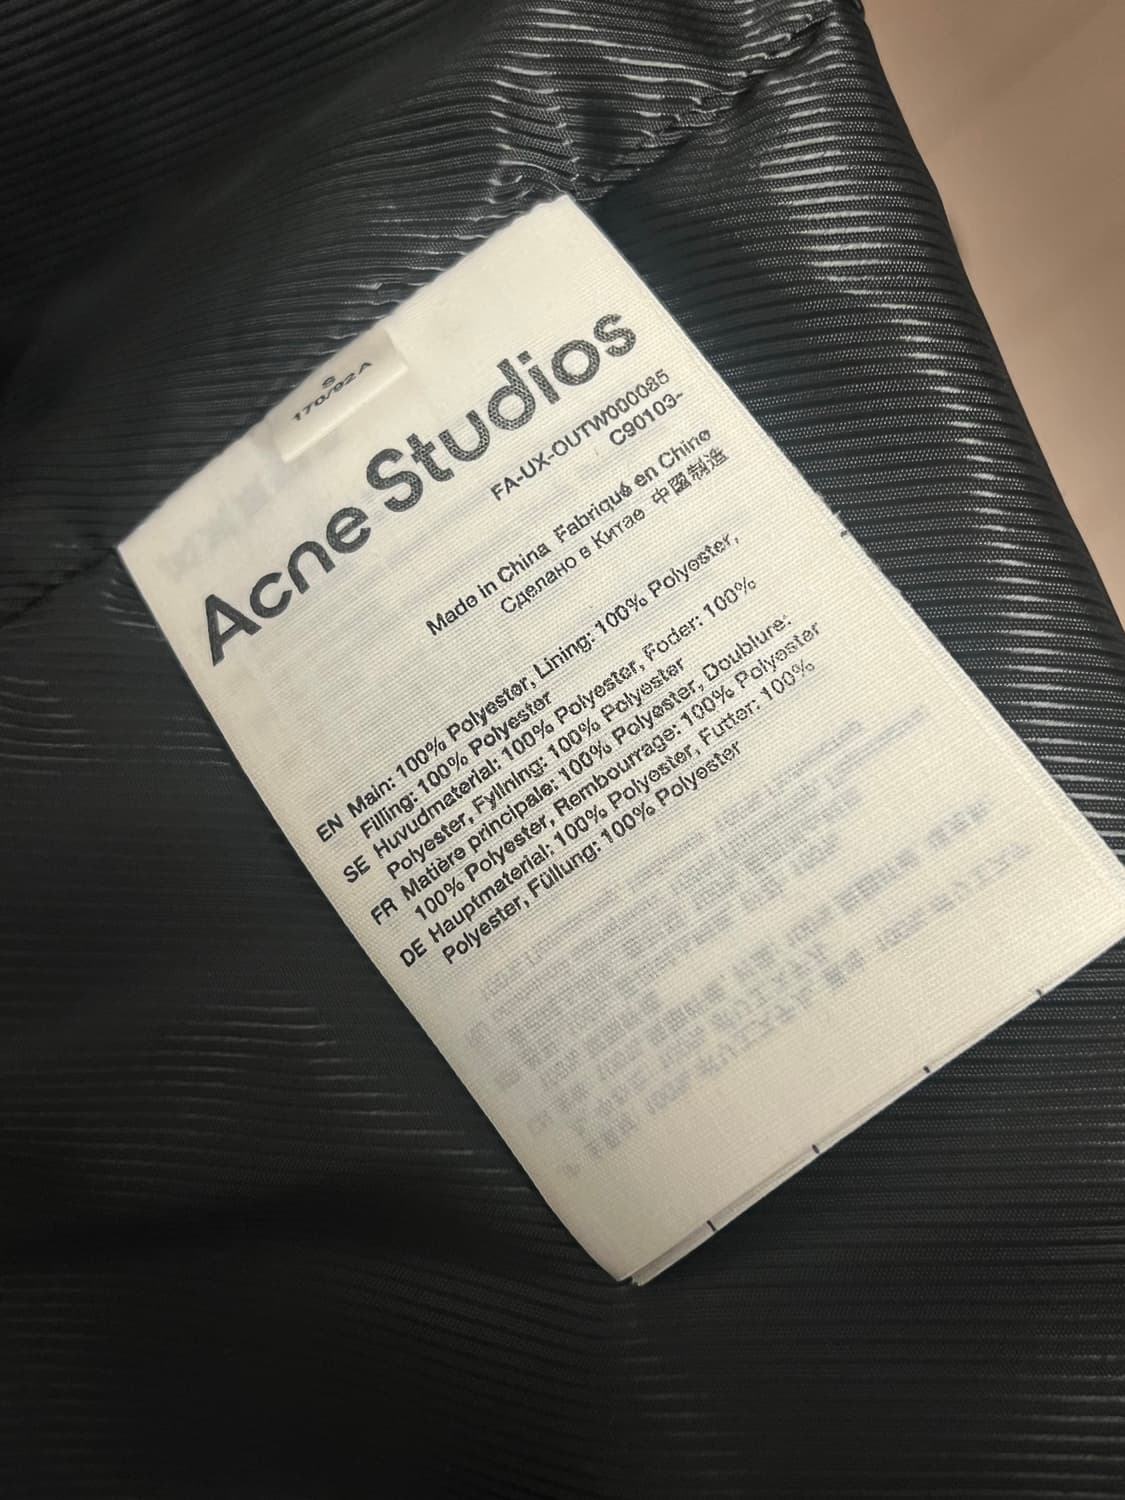 S
170/92A
Acne Studios
FA-UX-OUTW000085
C90103-
Made in China Fabriqué en Chine
Сделано в Китае 中国制造
EN Main: 100% Polyester, Lining: 100% Polyester,
Filling: 100% Polyester
SE Huvudmaterial: 100% Polyester, Foder: 100%
Polyester, Fyllning: 100% Polyester
FR Matière principale: 100% Polyester, Doublure:
100% Polyester, Rembourrage: 100% Polyester
DE Hauptmaterial: 100% Polyester, Futter: 100%
Polyester, Füllung: 100% Polyester